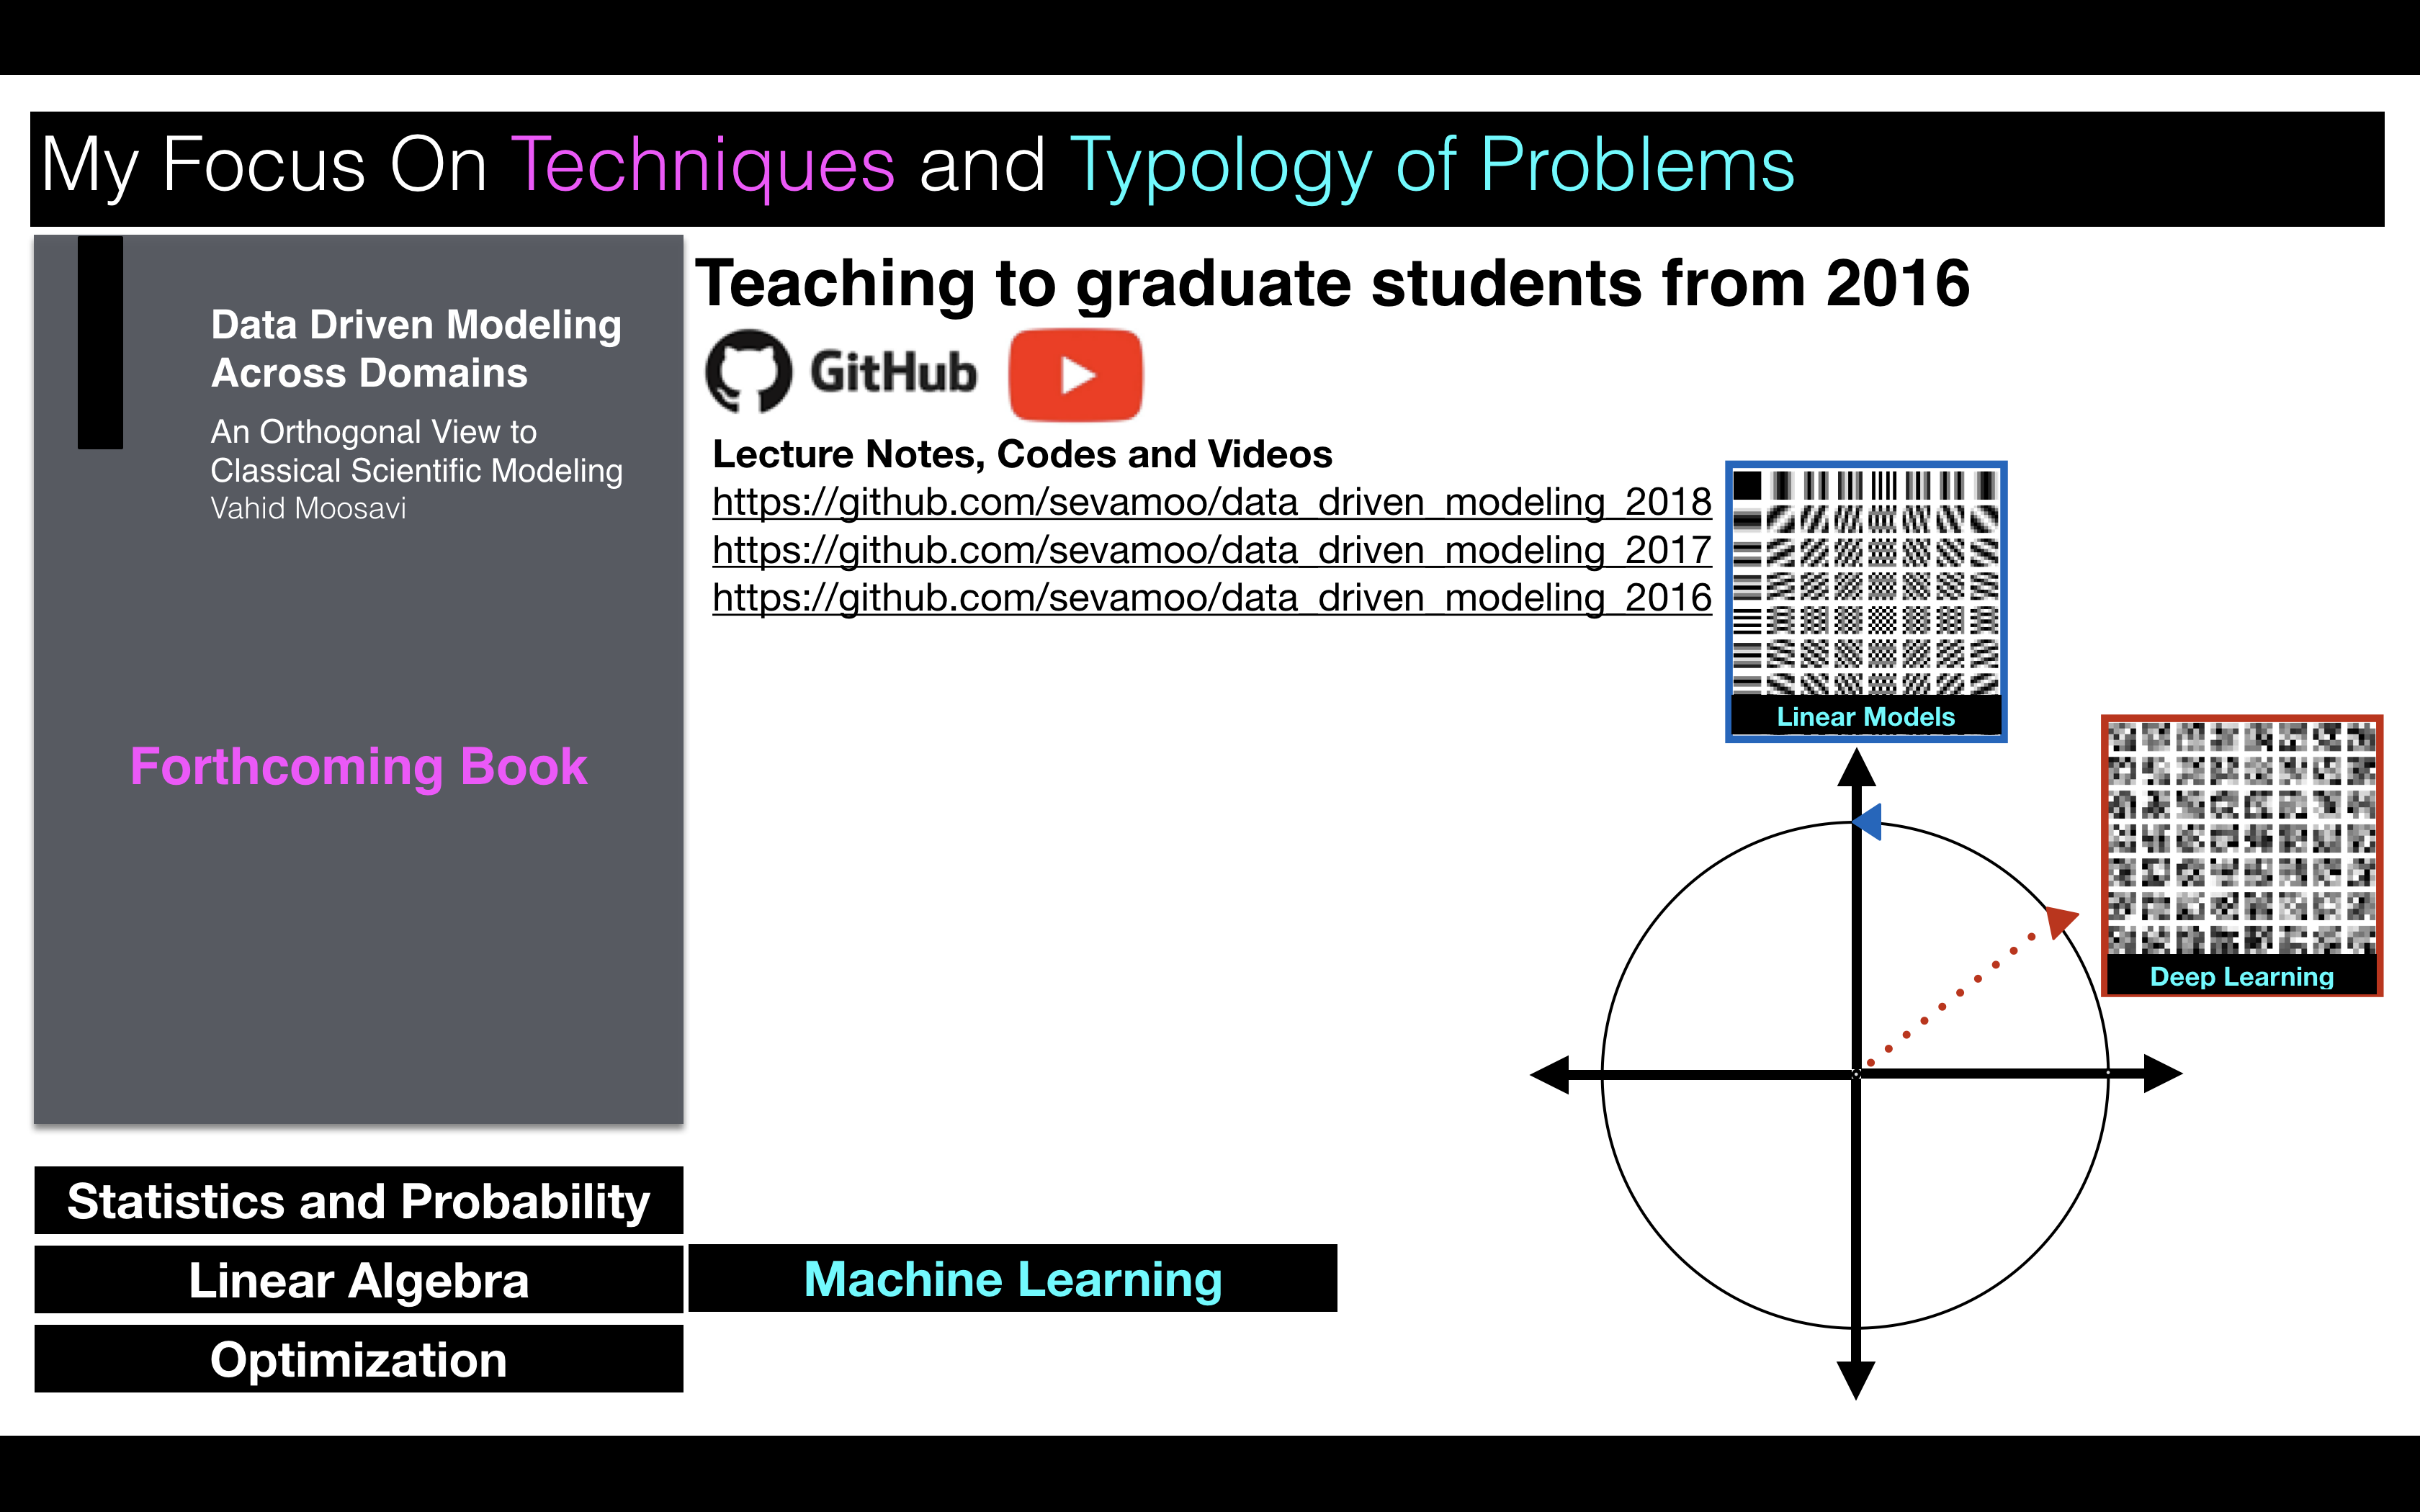 My Focus On Techniques and Typology of Problems
Data Driven Modeling
Across Domains
An Orthogonal View to
Classical Scientific Modeling
Vahid Moosavi
Forthcoming Book
Teaching to graduate students from 2016
GitHub
Lecture Notes, Codes and Videos
https://github.com/sevamoo/data_driven_modeling_2018
https://github.com/sevamoo/data_driven_modeling_2017
https://github.com/sevamoo/data_driven_modeling_2016
Linear Models
Deep Learning
Statistics and Probability
Linear Algebra
Machine Learning
Optimization